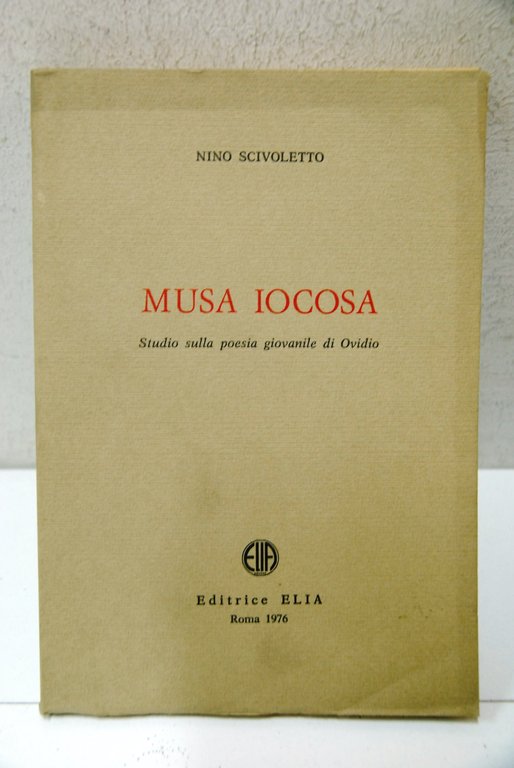 NINO SCIVOLETTO
MUSA IOCOSA
Studio sulla poesia giovanile di Ovidio
ELIA
Editrice ELIA
Roma 1976